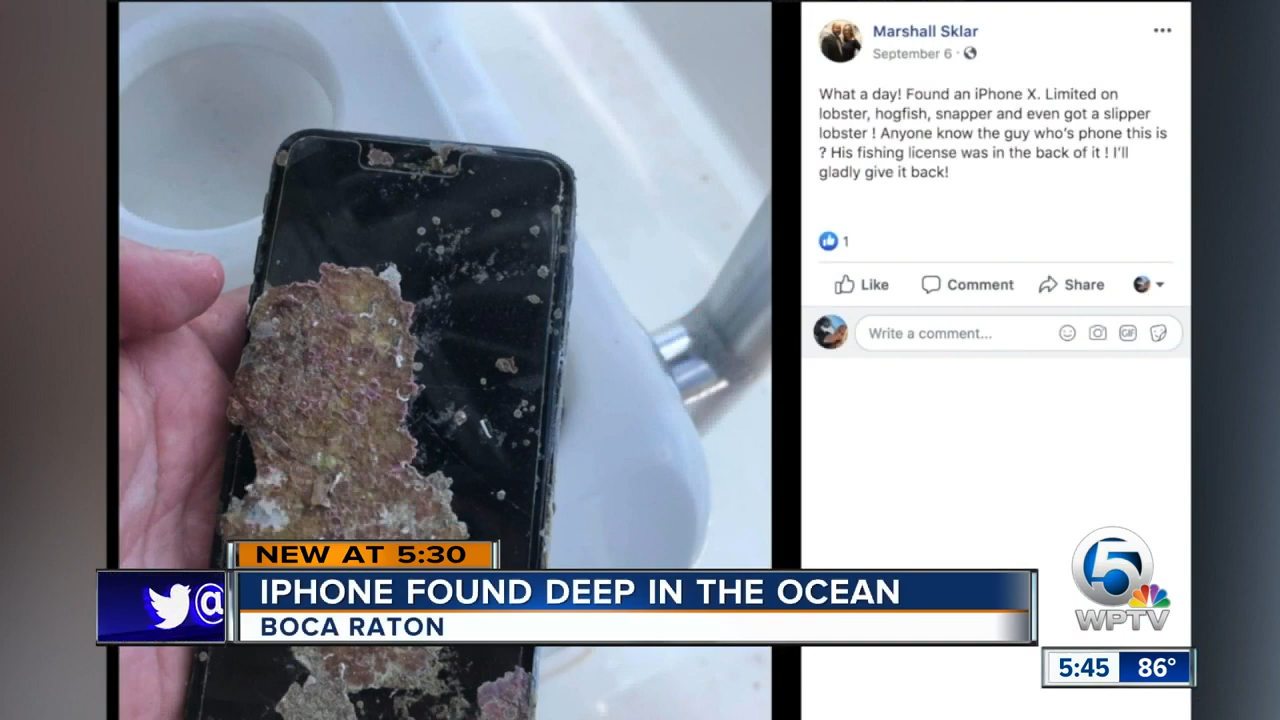 Marshall Sklar
September 6 ·
What a day! Found an iPhone X. Limited on
lobster, hogfish, snapper and even got a slipper
lobster ! Anyone know the guy who's phone this is
? His fishing license was in the back of it ! I'll
gladly give it back!
1
Like Comment Share
Write a comment...
GIF
NEW AT 5:30
IPHONE FOUND DEEP IN THE OCEAN
@
BOCA RATON
5
WPTV
5:45 86°